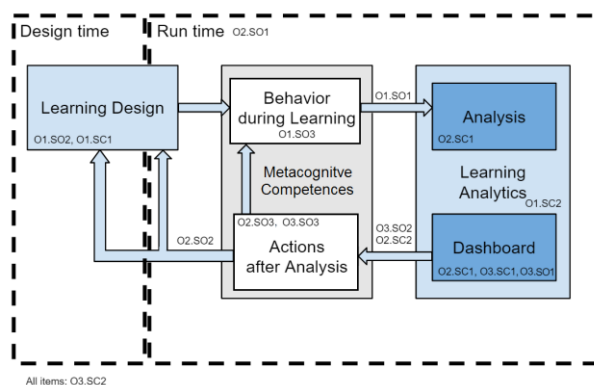 Design time
Run time O2.SO1
Learning Design
O1.SO2, O1.SC1
Behavior
during Learning
O1.SO3
O1.SO1
Analysis
O2.SC1
Metacognitve
Competences
Learning
Analytics
O1.SC2
O2.SO3, O3.SO3
Actions
after Analysis
O2.SO2
O3.SO2
O2.SC2
Dashboard
O2.SC1, O3.SC1, O3.SO1
All items: O3.SC2